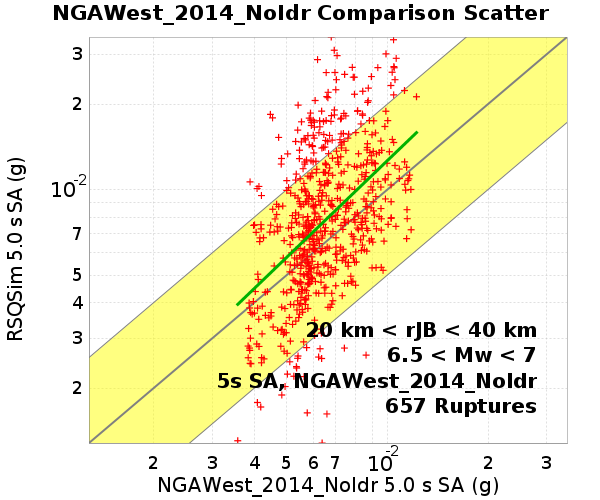 NGAWest_2014_NoIdr Comparison Scatter
RSQSim 5.0 s SA (g)
3
2
10-2
7
5
4
3
2
20 km < rJB < 40 km
6.5 < Mw < 7
5s SA, NGAWest_2014_NoIdr
657 Ruptures
2 3 4 5 6 7 10-2 2 3
NGAWest_2014_NoIdr 5.0 s SA (g)